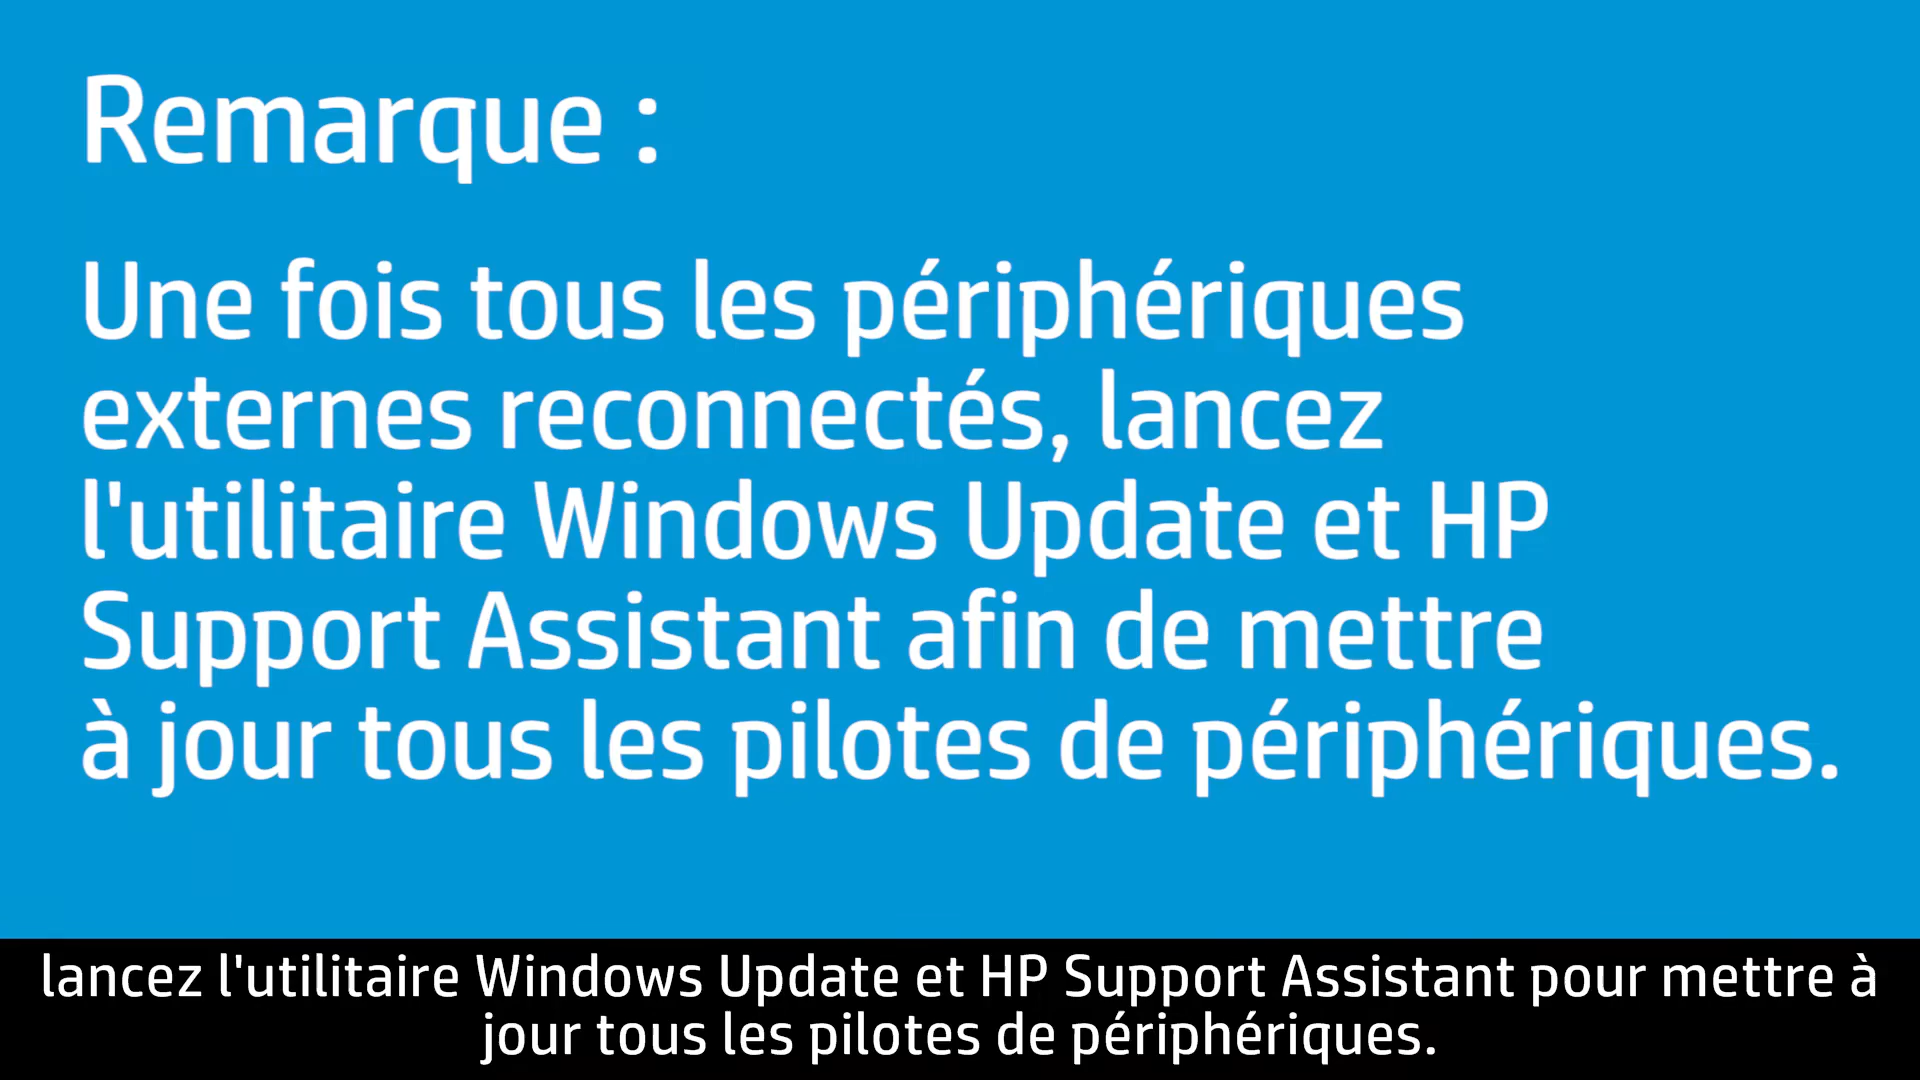 Remarque :
Une fois tous les périphériques
externes reconnectés, lancez
l'utilitaire Windows Update et HP
Support Assistant afin de mettre
à jour tous les pilotes de périphériques.
lancez l'utilitaire Windows Update et HP Support Assistant pour mettre à
jour tous les pilotes de périphériques.